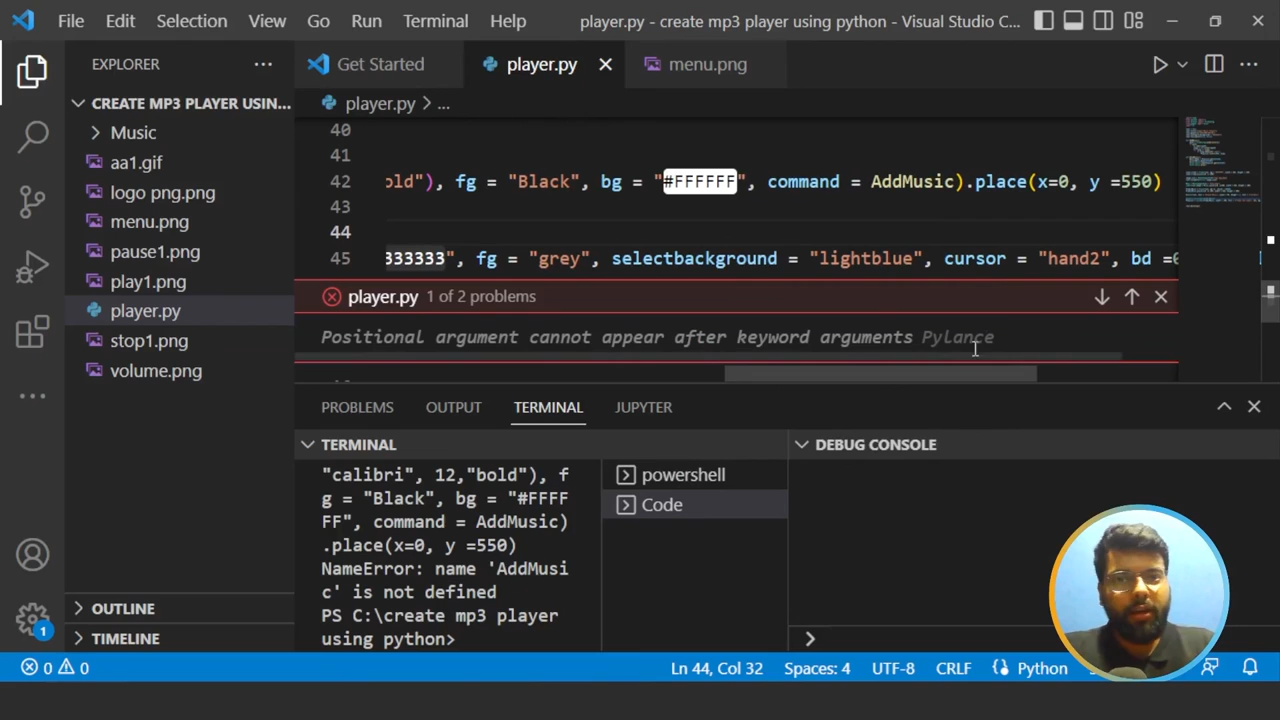 File Edit Selection View Go Run Terminal Help player.py - create mp3 player using python - Visual Studio C...
EXPLORER
CREATE MP3 PLAYER USIN...
Music
aa1.gif
logo png.png
menu.png
pause1.png
play1.png
player.py
stop1.png
volume.png
OUTLINE
TIMELINE
Get Started player.py menu.png
player.py > ...
40
41
42 old"), fg = "Black", bg = "#FFFFFF", command = AddMusic).place(x=0, y =550)
43
44
45 333333", fg = "grey", selectbackground = "lightblue", cursor = "hand2", bd =0
player.py 1 of 2 problems
Positional argument cannot appear after keyword arguments Pylance
PROBLEMS OUTPUT TERMINAL JUPYTER
TERMINAL
"calibri", 12,"bold"), f
g = "Black", bg = "#FFFF
FF", command = AddMusic)
.place(x=0, y =550)
NameError: name 'AddMusi
c' is not defined
PS C:\create mp3 player
using python>
powershell
Code
DEBUG CONSOLE
>
1
0 0 Ln 44, Col 32 Spaces: 4 UTF-8 CRLF Python